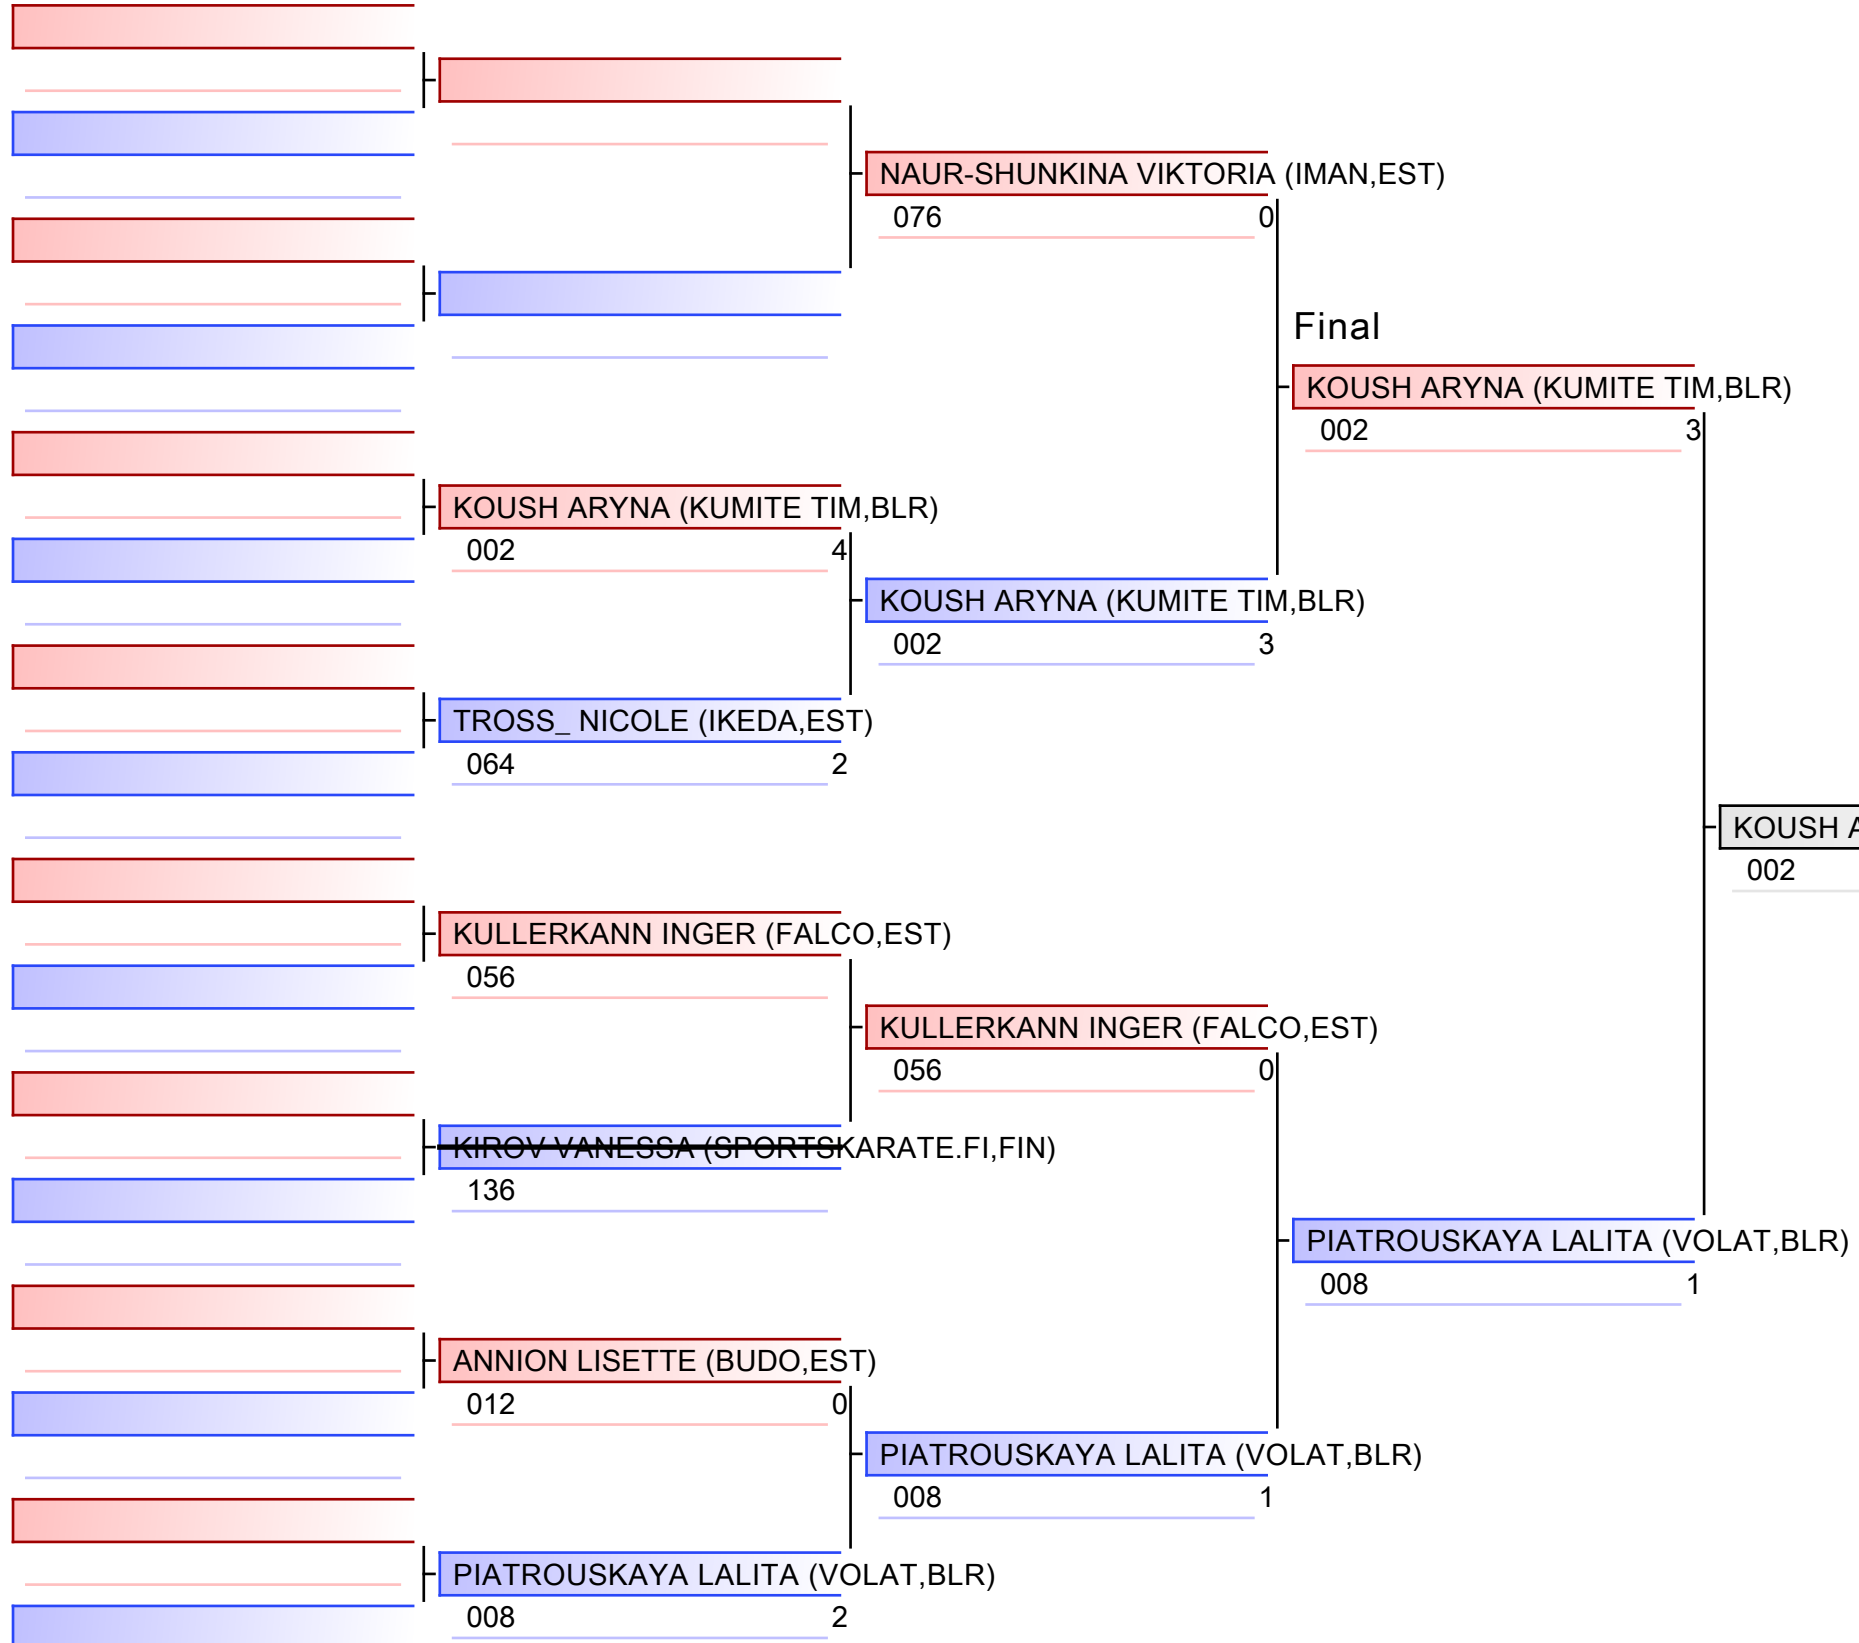 NAUR-SHUNKINA VIKTORIA (IMAN,EST)
076 0
Final
KOUSH ARYNA (KUMITE TIM,BLR)
002 3
KOUSH ARYNA (KUMITE TIM,BLR)
002 4
KOUSH ARYNA (KUMITE TIM,BLR)
002 3
TROSS_ NICOLE (IKEDA,EST)
064 2
KOUSH A
002
KULLERKANN INGER (FALCO,EST)
056
KULLERKANN INGER (FALCO,EST)
056 0
KIROV VANESSA (SPORTSKARATE.FI,FIN)
136
PIATROUSKAYA LALITA (VOLAT,BLR)
008 1
ANNION LISETTE (BUDO,EST)
012 0
PIATROUSKAYA LALITA (VOLAT,BLR)
008 1
PIATROUSKAYA LALITA (VOLAT,BLR)
008 2